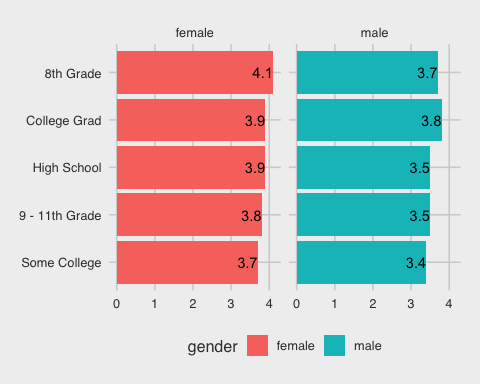 female male
8th Grade 4.1 3.7
College Grad 3.9 3.8
High School 3.9 3.5
9 - 11th Grade 3.8 3.5
Some College 3.7 3.4
0 1 2 3 4 0 1 2 3 4
gender female male